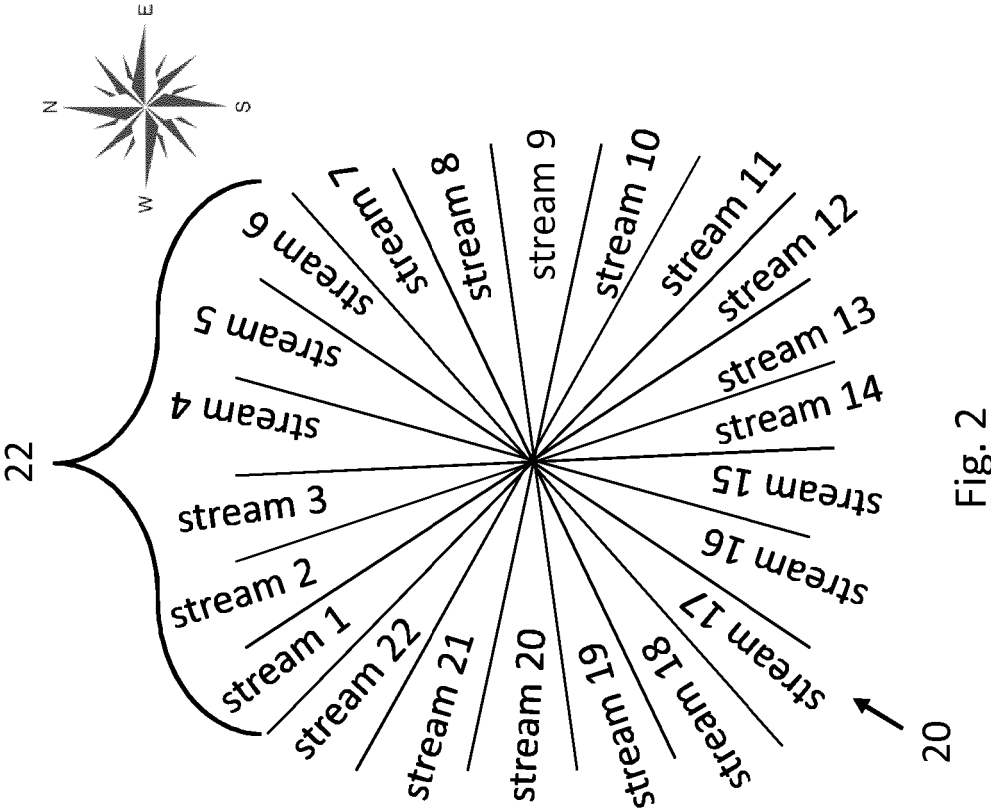 22
N
E
S
W
stream 1
stream 2
stream 3
stream 4
stream 5
stream 6
stream 7
stream 8
stream 9
stream 10
stream 11
stream 12
stream 13
stream 14
stream 15
stream 16
stream 17
stream 18
stream 19
stream 20
stream 21
stream 22
20
Fig. 2